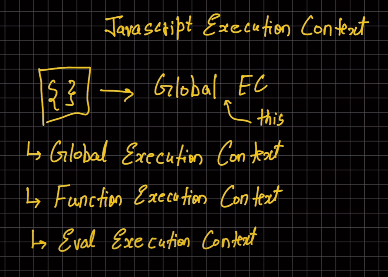 Javascript Execution Context
{} → Global EC
this
↳ Global Execution Context
↳ Function Execution Context
↳ Eval Execution Context